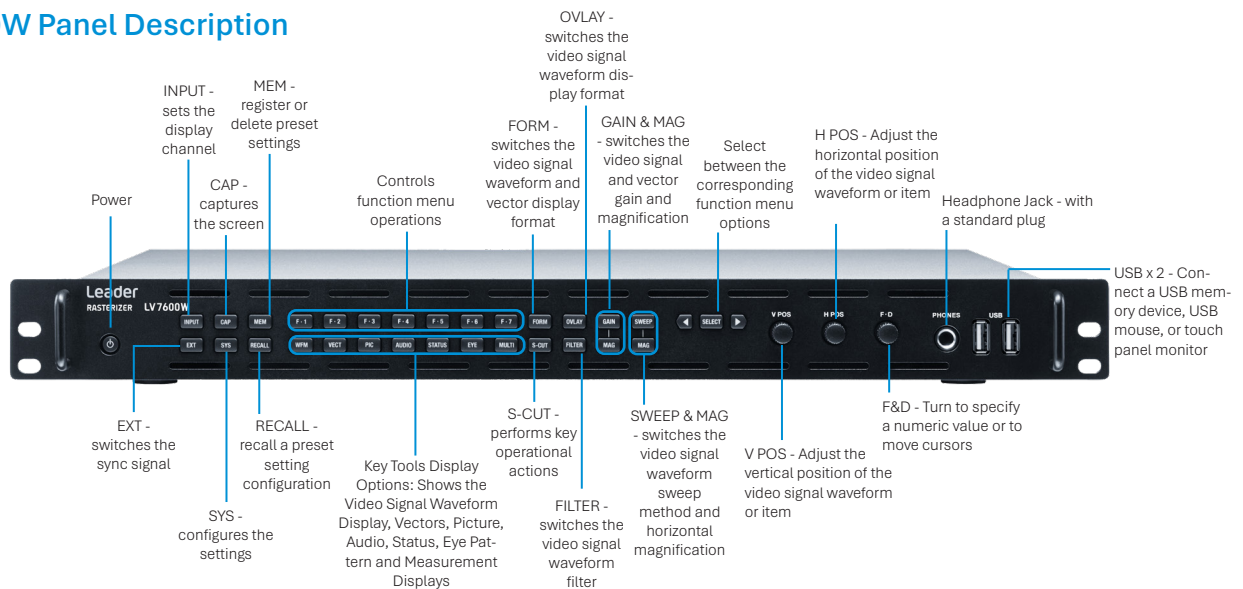 W Panel Description
OVLAY -
switches the
video signal
waveform dis-
play format
INPUT -
sets the
display
channel
MEM -
register or
delete preset
settings
FORM -
switches the
video signal
waveform and
vector display
format
GAIN & MAG
- switches the
video signal
and vector
gain and
magnification
Select
between the
corresponding
function menu
options
H POS - Adjust the
horizontal position
of the video signal
waveform or item
Power
CAP -
captures
the screen
Controls
function menu
operations
Headphone Jack - with
a standard plug
USB x 2 - Con-
nect a USB mem-
ory device, USB
mouse, or touch
panel monitor
Leader
RASTERIZER LV7600W
INPUT CAP MEM F·1 F·2 F·3 F·4 F·5 F·6 F·7 FORM OVLAY GAIN SWEEP SELECT V POS H POS F·D PHONES USB
EXT SYS RECALL WFM VECT PIC AUDIO STATUS EYE MULTI S-CUT FILTER MAG MAG
EXT -
switches the
sync signal
SYS -
configures the
settings
RECALL -
recall a preset
setting
configuration
Key Tools Display
Options: Shows the
Video Signal Waveform
Display, Vectors, Picture,
Audio, Status, Eye Pat-
tern and Measurement
Displays
S-CUT -
performs key
operational
actions
FILTER -
switches the
video signal
waveform
filter
SWEEP & MAG
- switches the
video signal
waveform
sweep
method and
horizontal
magnification
V POS - Adjust the
vertical position of the
video signal waveform
or item
F&D - Turn to specify
a numeric value or to
move cursors